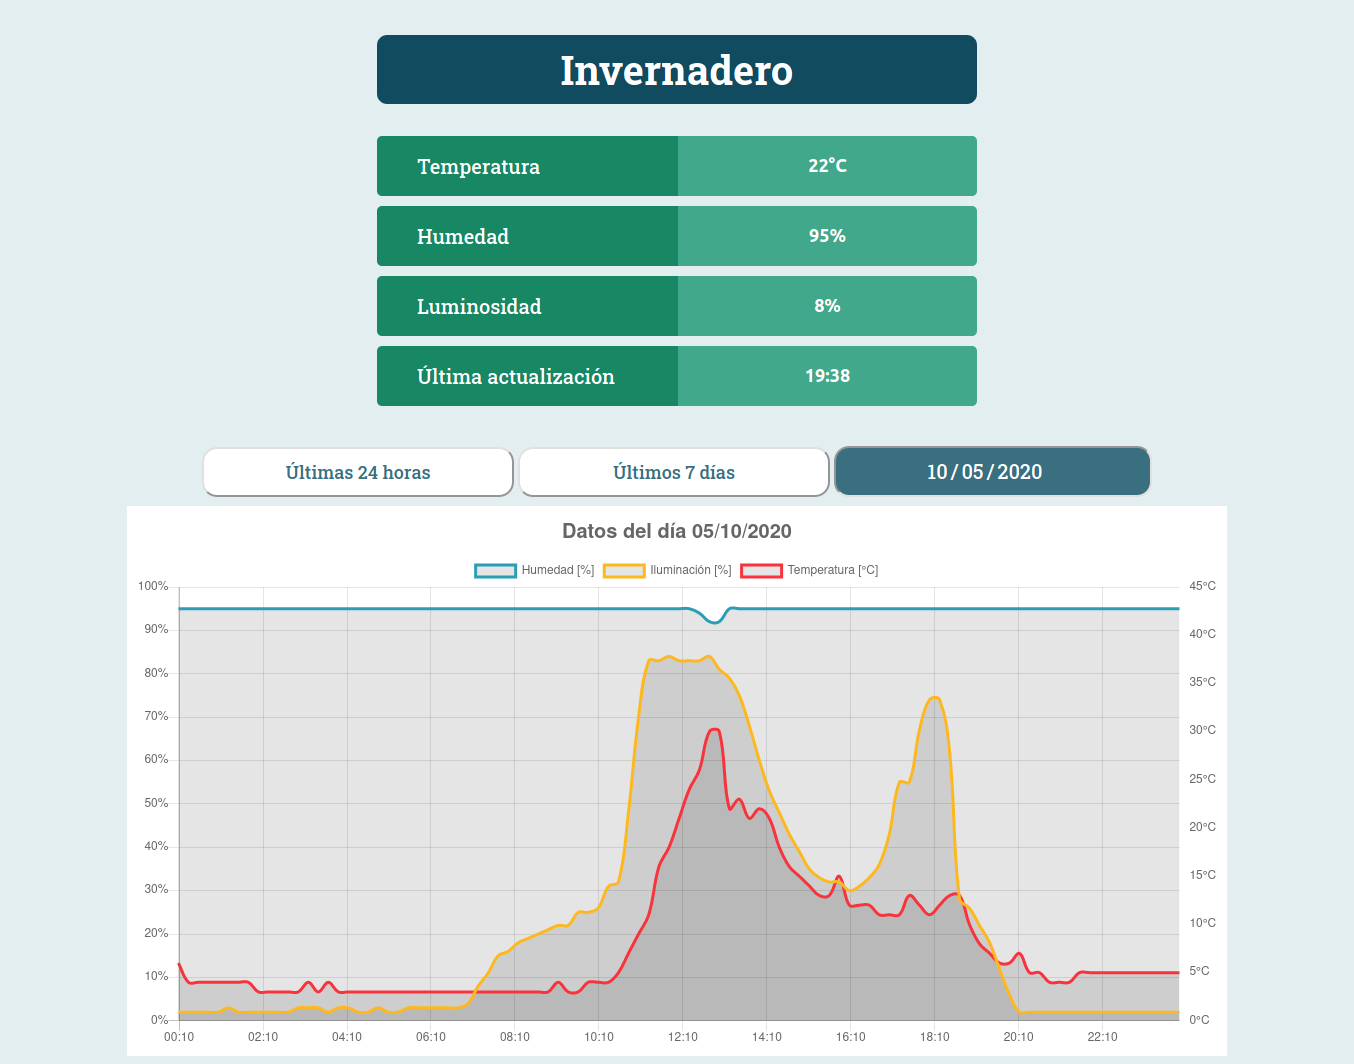 Invernadero
Temperatura 22°C
Humedad 95%
Luminosidad 8%
Última actualización 19:38
Últimas 24 horas Últimos 7 días 10/05/2020
Datos del día 05/10/2020
Humedad [%] Iluminación [%] Temperatura [°C]
100% 45°C
90% 40°C
80% 35°C
70% 30°C
60% 25°C
50% 20°C
40% 15°C
30% 10°C
20% 5°C
10% 0°C
0%
00:10 02:10 04:10 06:10 08:10 10:10 12:10 14:10 16:10 18:10 20:10 22:10